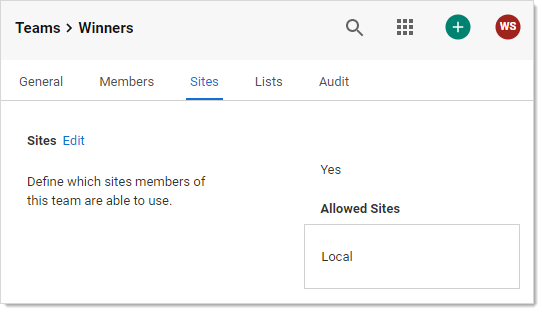 Teams > Winners
WS
General Members Sites Lists Audit
Sites Edit
Define which sites members of
this team are able to use.
Yes
Allowed Sites
Local